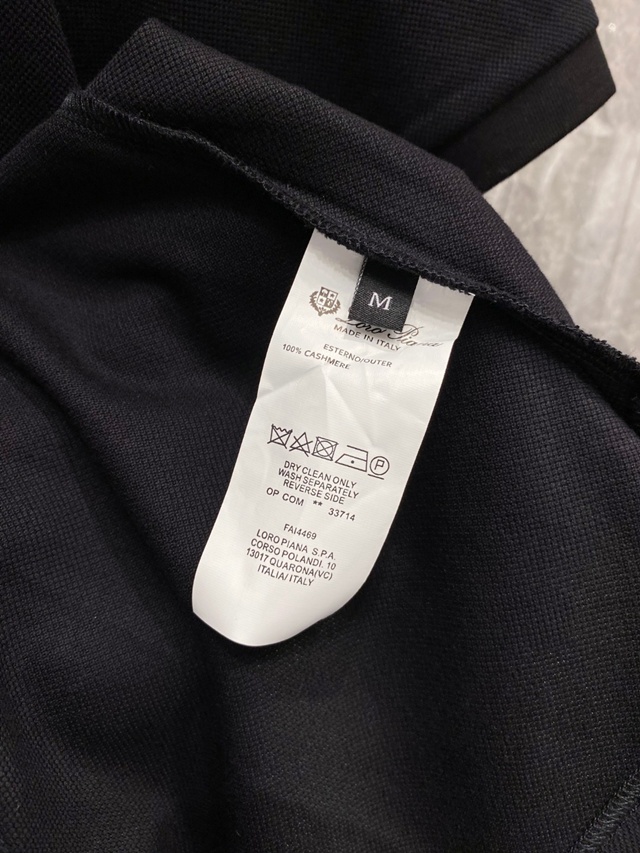 M
Loro Piana
MADE IN ITALY
ESTERNO/OUTER
100% CASHMERE
P
DRY CLEAN ONLY
WASH SEPARATELY
REVERSE SIDE
OP COM ** 33714
FAI4469
LORO PIANA S.P.A.
CORSO POLANDI. 10
13017 QUARONA(VC)
ITALIA/ ITALY